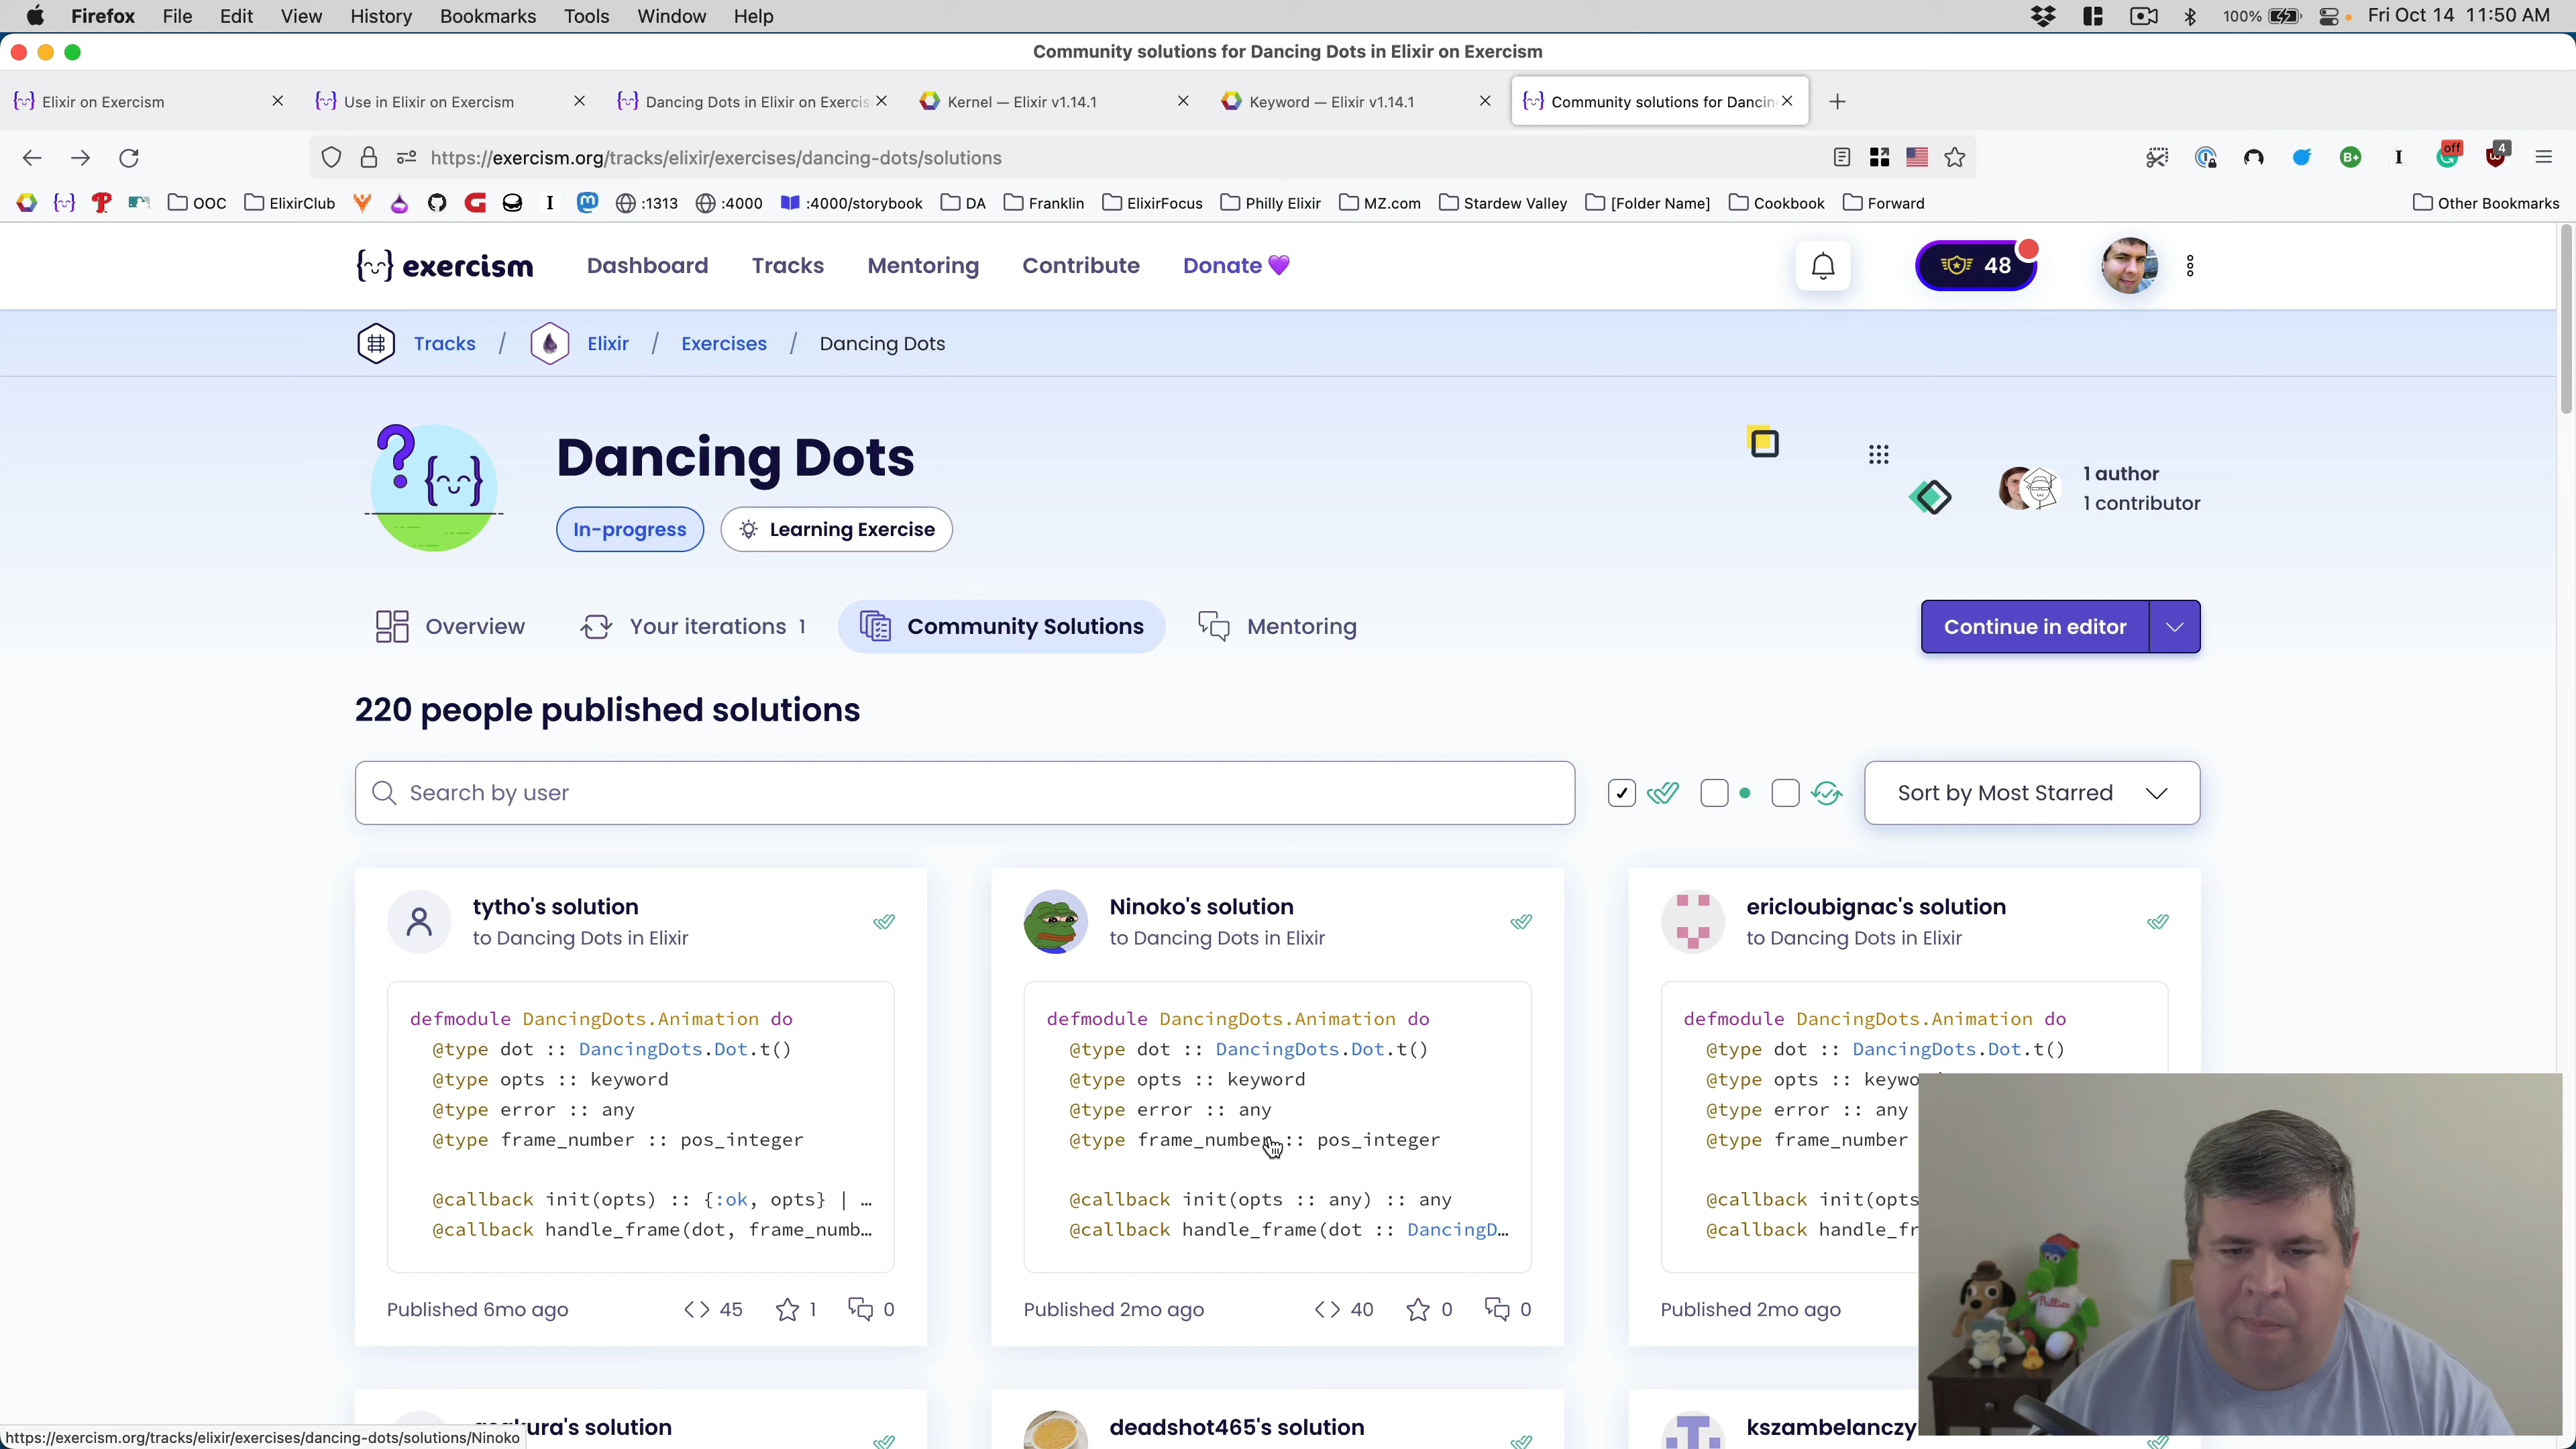 Firefox File Edit View History Bookmarks Tools Window Help 100% Fri Oct 14 11:50 AM
Community solutions for Dancing Dots in Elixir on Exercism
Elixir on Exercism Use in Elixir on Exercism Dancing Dots in Elixir on Exercis Kernel — Elixir v1.14.1 Keyword — Elixir v1.14.1 Community solutions for Dancin
https://exercism.org/tracks/elixir/exercises/dancing-dots/solutions off 4
OOC ElixirClub :1313 :4000 :4000/storybook DA Franklin ElixirFocus Philly Elixir MZ.com Stardew Valley [Folder Name] Cookbook Forward Other Bookmarks
exercism Dashboard Tracks Mentoring Contribute Donate 48
Tracks / Elixir / Exercises / Dancing Dots
Dancing Dots
1 author
1 contributor
In-progress Learning Exercise
Overview Your iterations 1 Community Solutions Mentoring Continue in editor
220 people published solutions
Search by user Sort by Most Starred
tytho's solution
to Dancing Dots in Elixir
defmodule DancingDots.Animation do
@type dot :: DancingDots.Dot.t()
@type opts :: keyword
@type error :: any
@type frame_number :: pos_integer
@callback init(opts) :: {:ok, opts} | …
@callback handle_frame(dot, frame_numb…
Published 6mo ago 45 1 0
Ninoko's solution
to Dancing Dots in Elixir
defmodule DancingDots.Animation do
@type dot :: DancingDots.Dot.t()
@type opts :: keyword
@type error :: any
@type frame_number :: pos_integer
@callback init(opts :: any) :: any
@callback handle_frame(dot :: DancingD…
Published 2mo ago 40 0 0
ericloubignac's solution
to Dancing Dots in Elixir
defmodule DancingDots.Animation do
@type dot :: DancingDots.Dot.t()
@type opts :: keywo
@type error :: any
@type frame_number
@callback init(opts
@callback handle_fr
Published 2mo ago
ura's solution
deadshot465's solution
kszambelanczy
https://exercism.org/tracks/elixir/exercises/dancing-dots/solutions/Ninoko